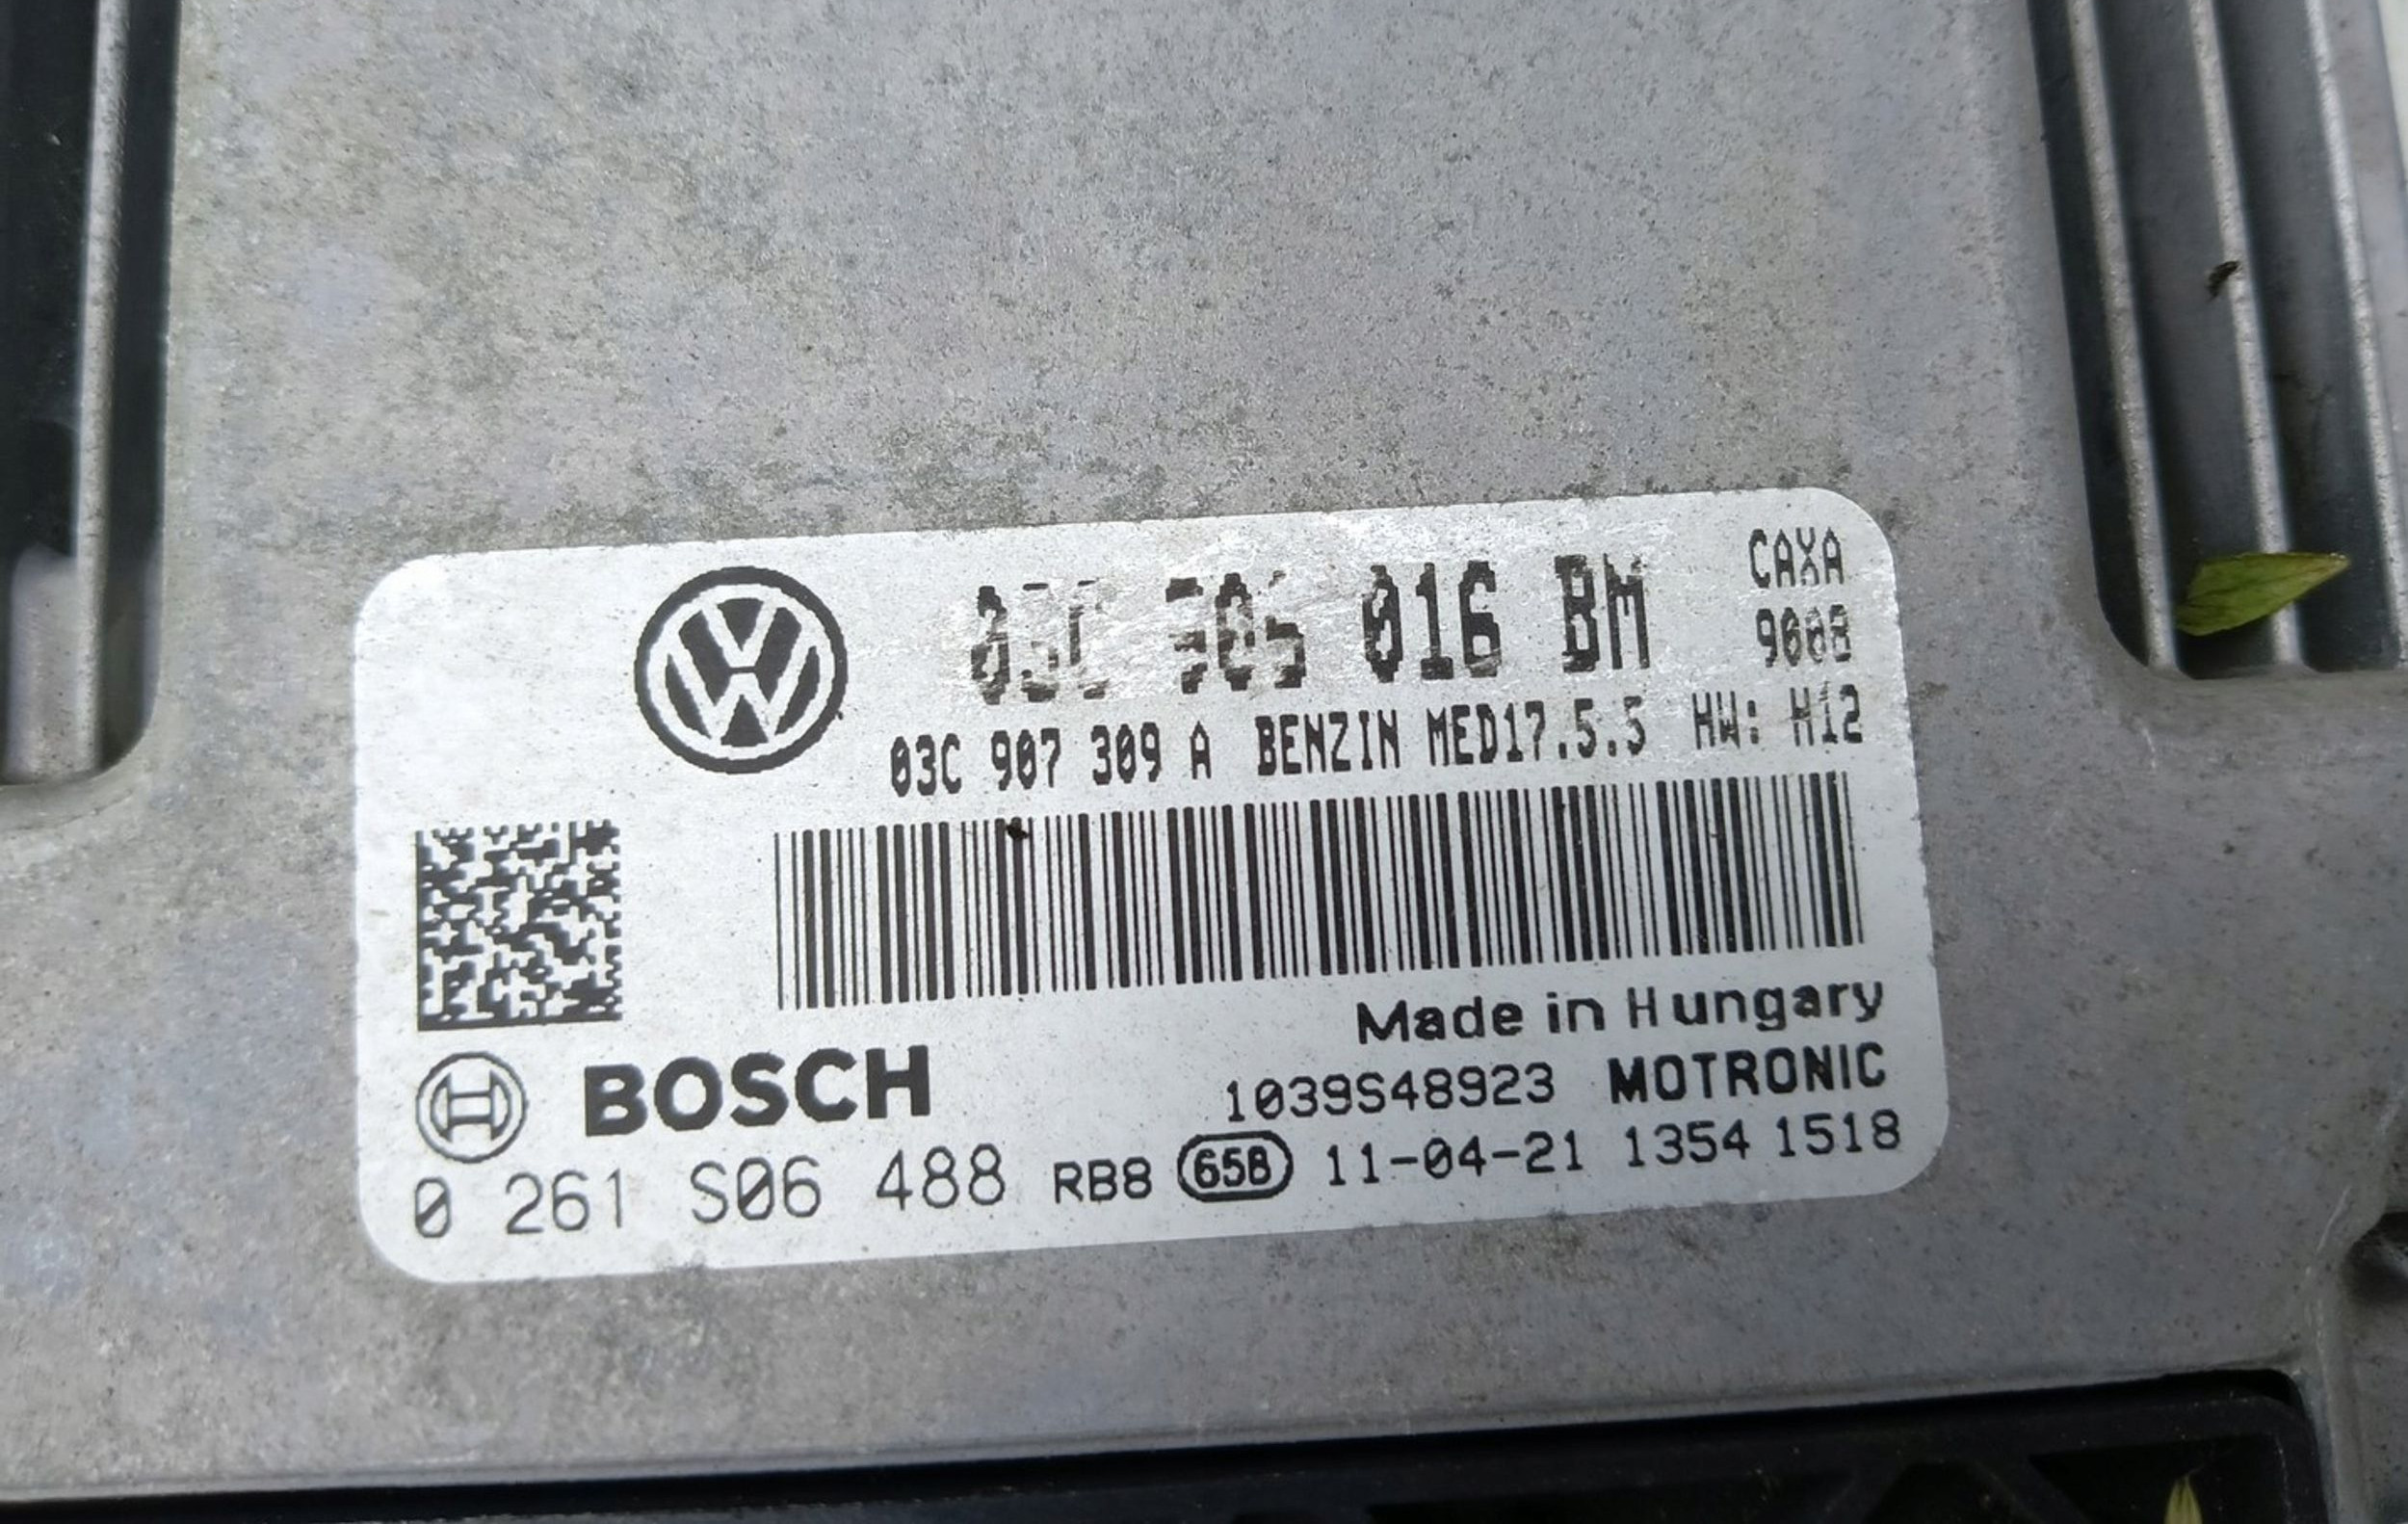 03C 906 016 BM
CAXA
9008
03C 907 309 A BENZIN MED17.5.5 HW: H12
Made in Hungary
BOSCH
1039S48923 MOTRONIC
0 261 S06 488 RB8 65B 11-04-21 1354 1518